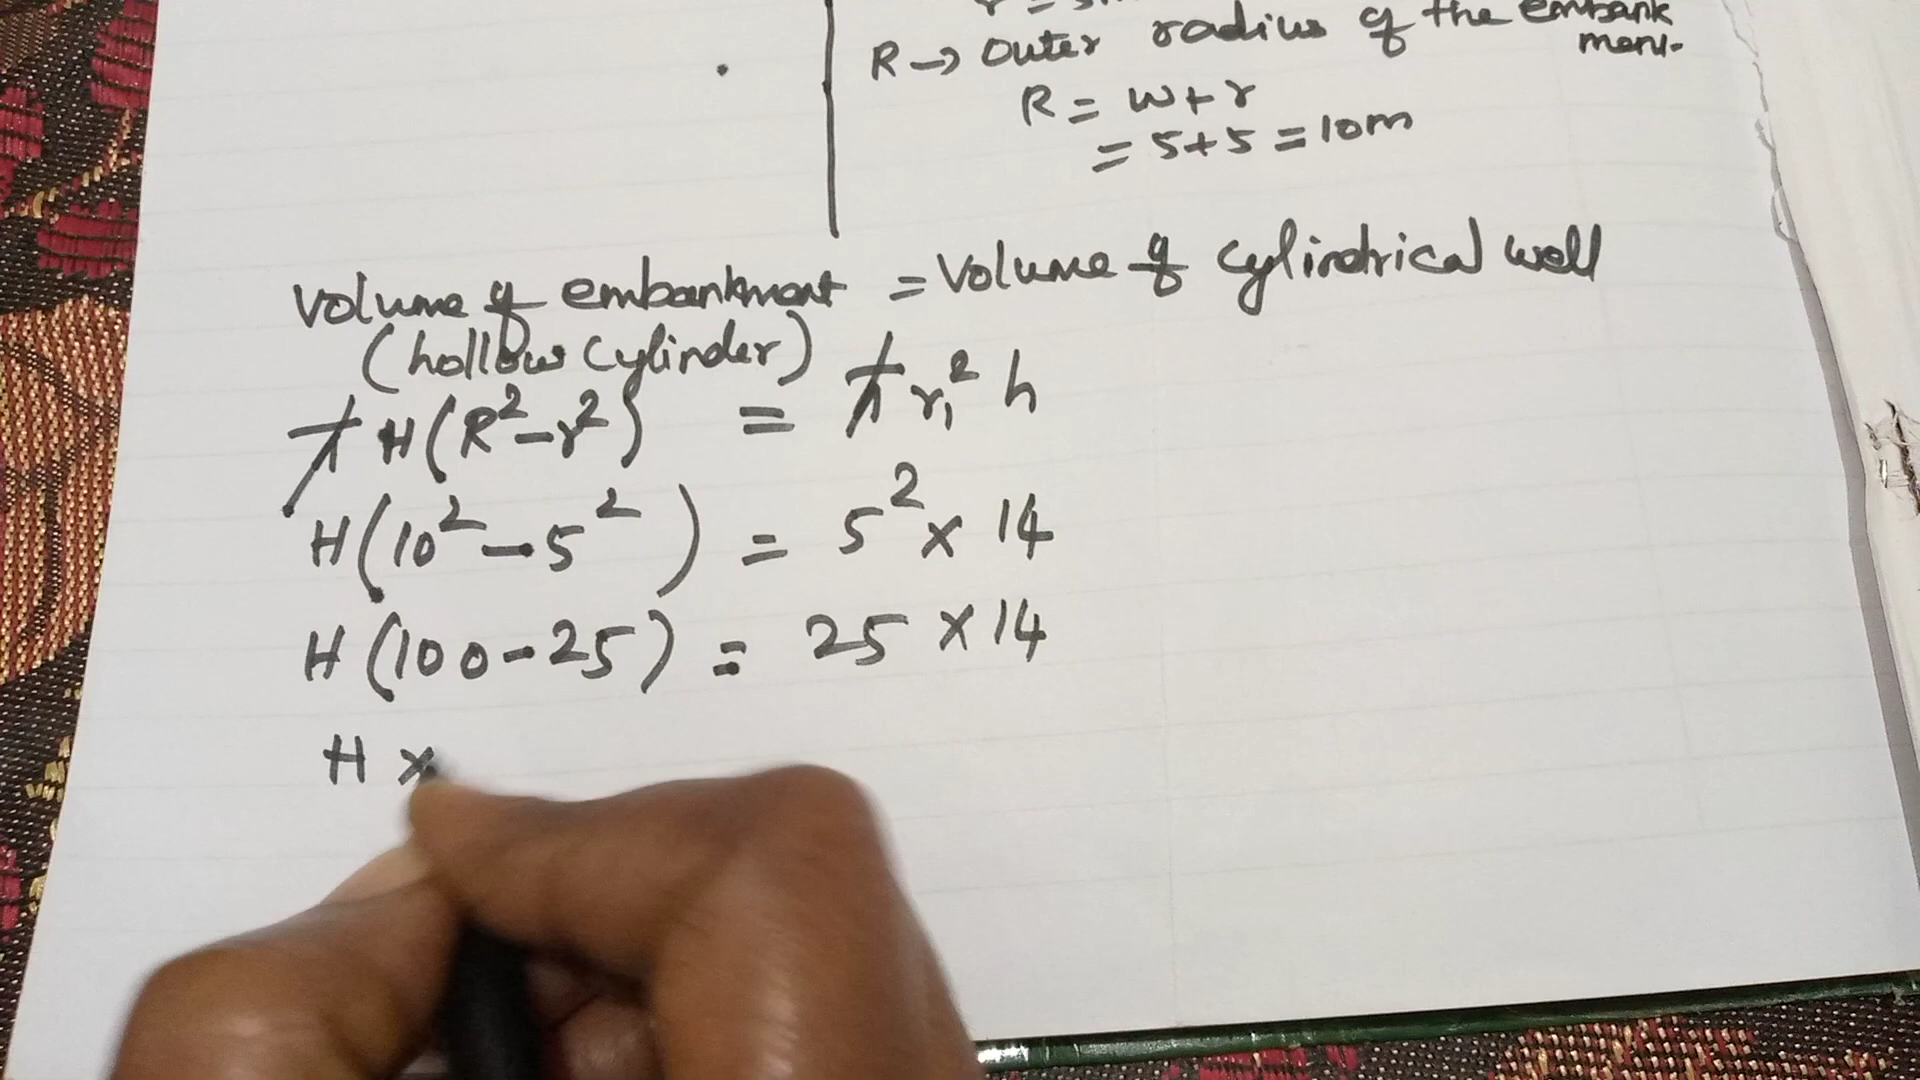 R → Outer radius of the embank
ment.
R = w + r
= 5+5 = 10m
Volume of embankment = Volume of cylindrical well
(hollow cylinder)
π H (R² - r²) = π r₁² h
H (10² - 5²) = 5² × 14
H (100 - 25) = 25 × 14
H ×